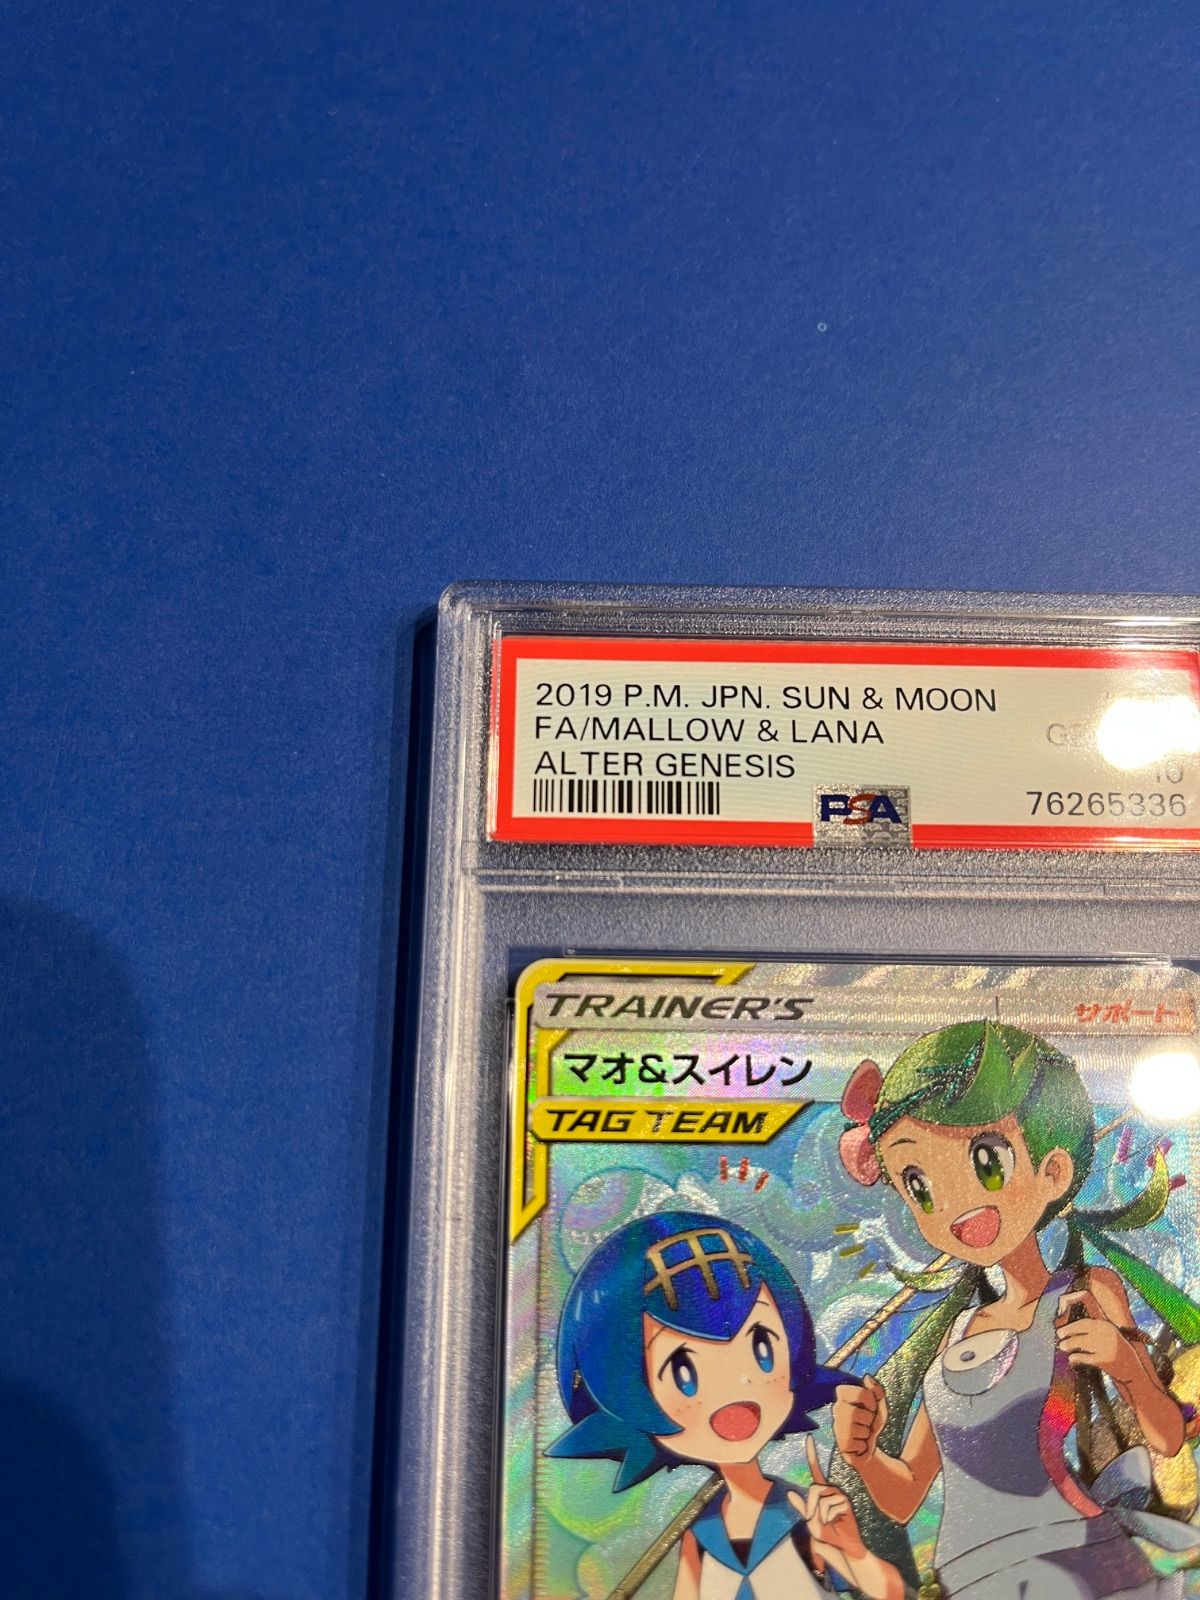 2019 P.M. JPN. SUN & MOON
FA/MALLOW & LANA
ALTER GENESIS
10
PSA
76265336
TRAINER'S
サポート
マオ&スイレン
TAG TEAM